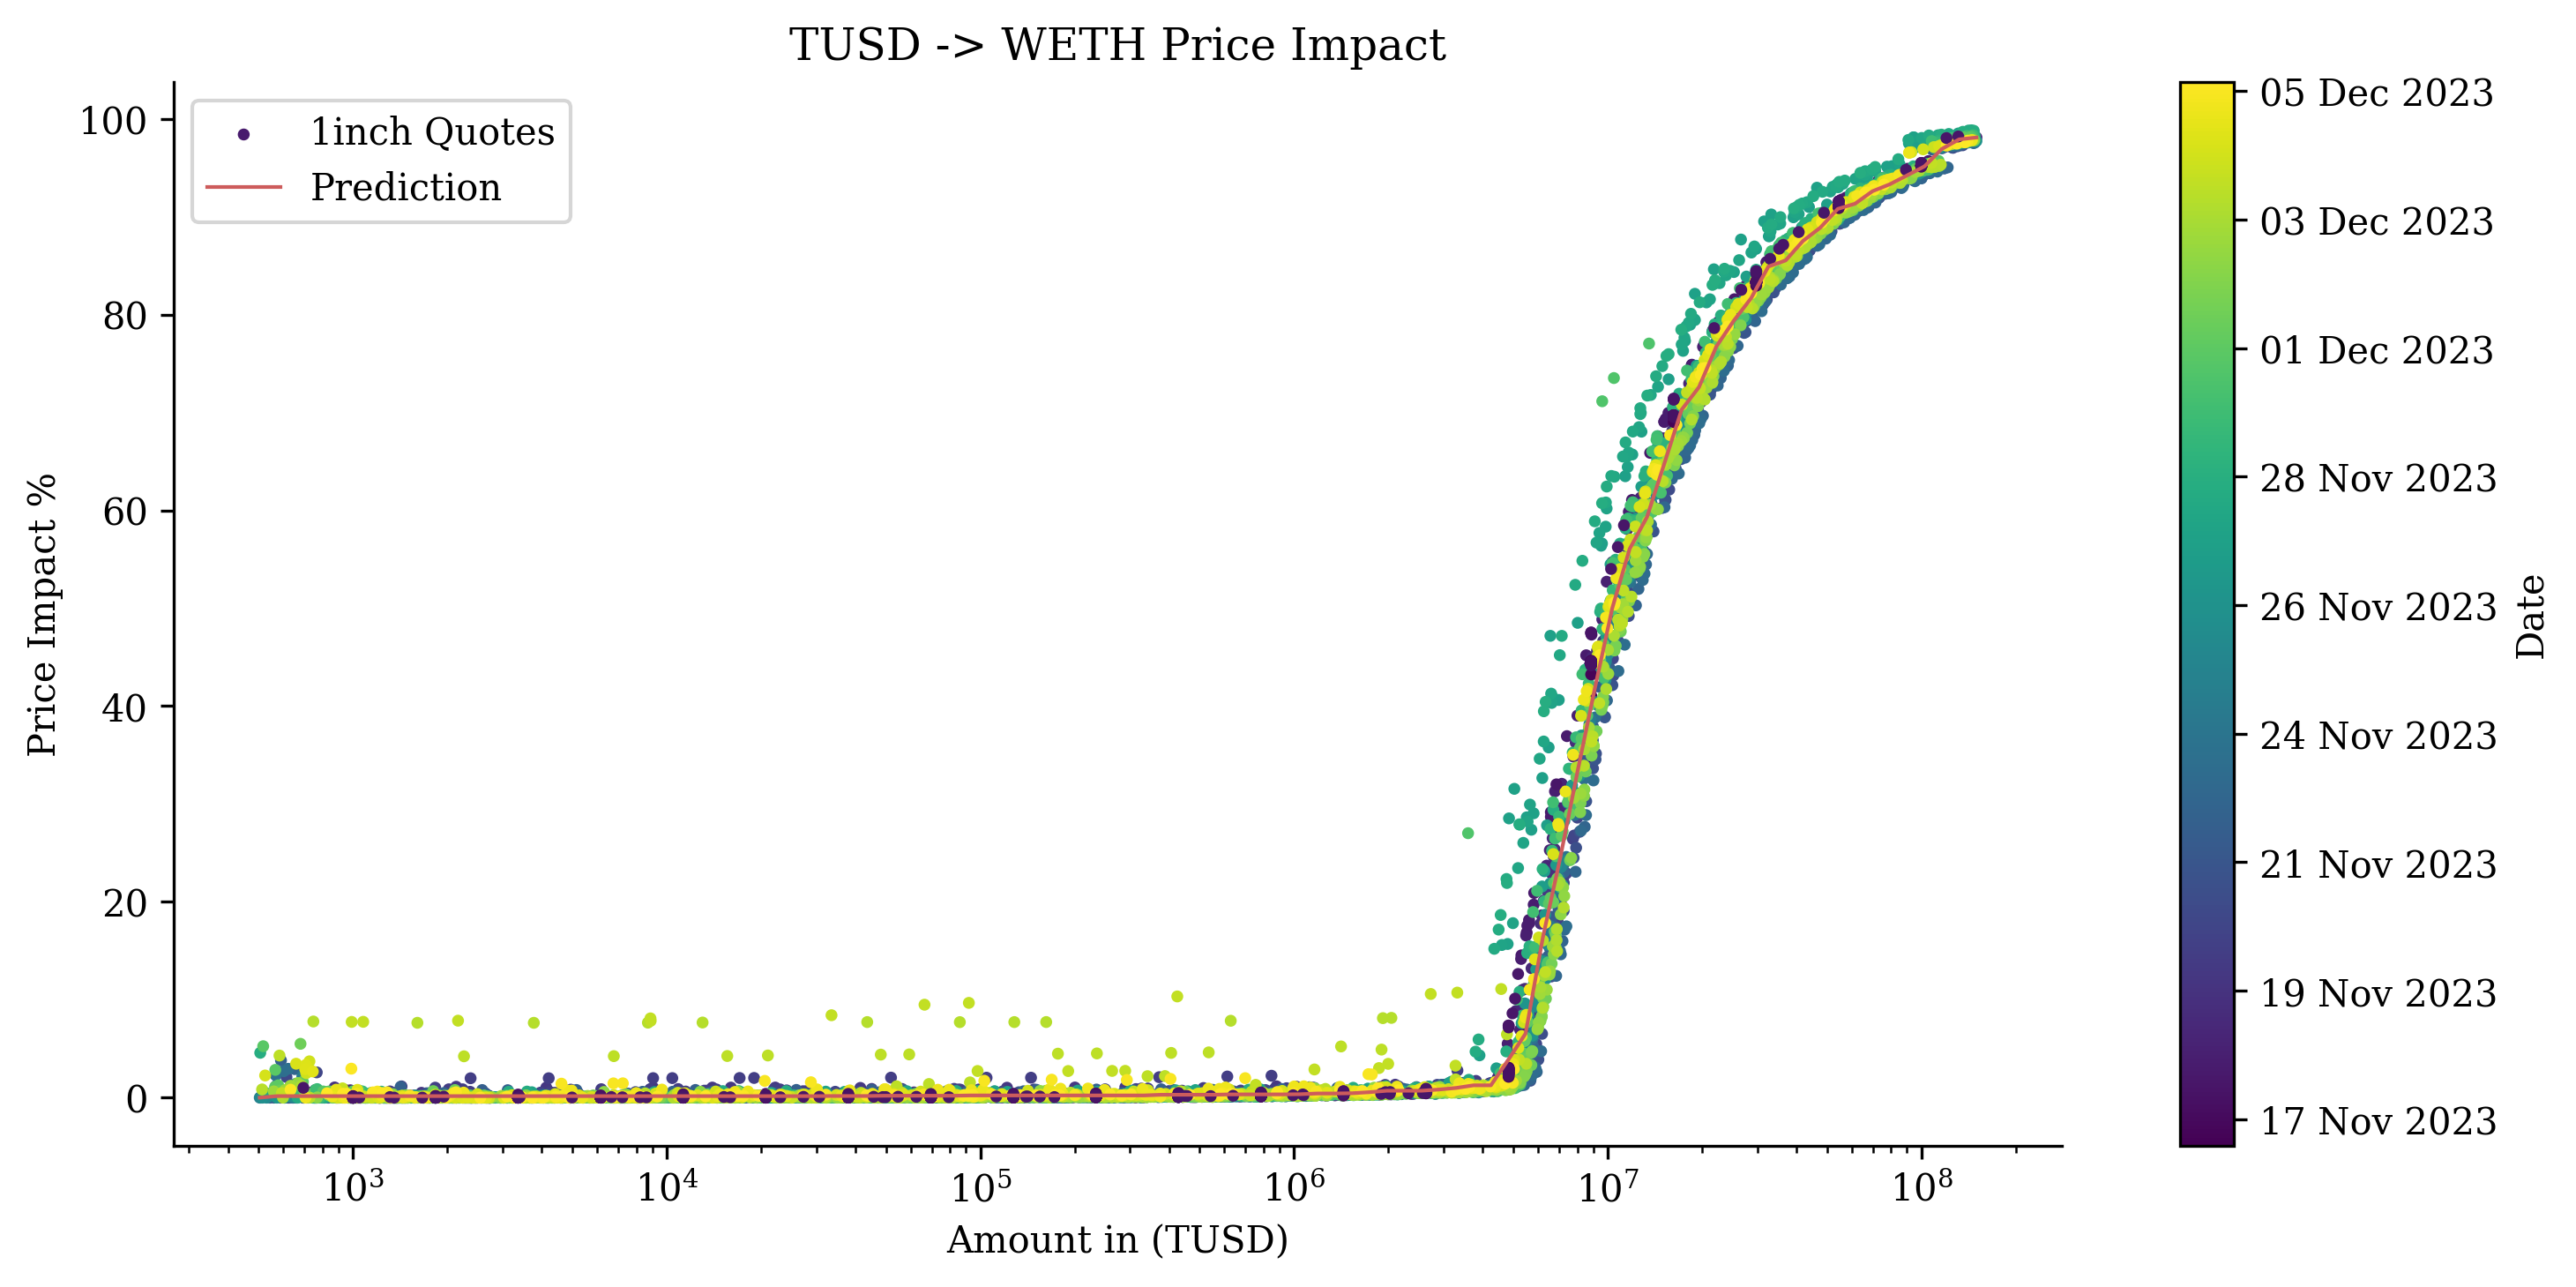 TUSD -> WETH Price Impact
1inch Quotes
Prediction
Price Impact %
100
80
60
40
20
0
10³
10⁴
10⁵
10⁶
10⁷
10⁸
Amount in (TUSD)
05 Dec 2023
03 Dec 2023
01 Dec 2023
28 Nov 2023
26 Nov 2023
24 Nov 2023
21 Nov 2023
19 Nov 2023
17 Nov 2023
Date